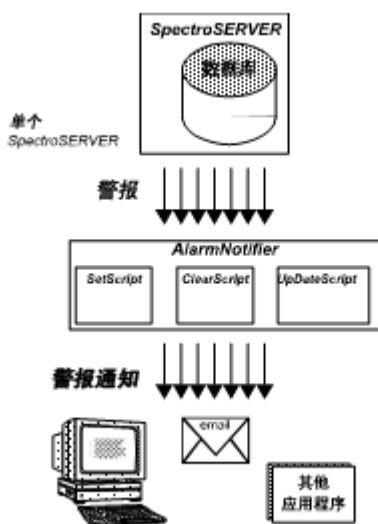 SpectroSERVER
数据库
单个
SpectroSERVER
警报
AlarmNotifier
SetScript
ClearScript
UpDateScript
警报通知
email
其他
应用程序